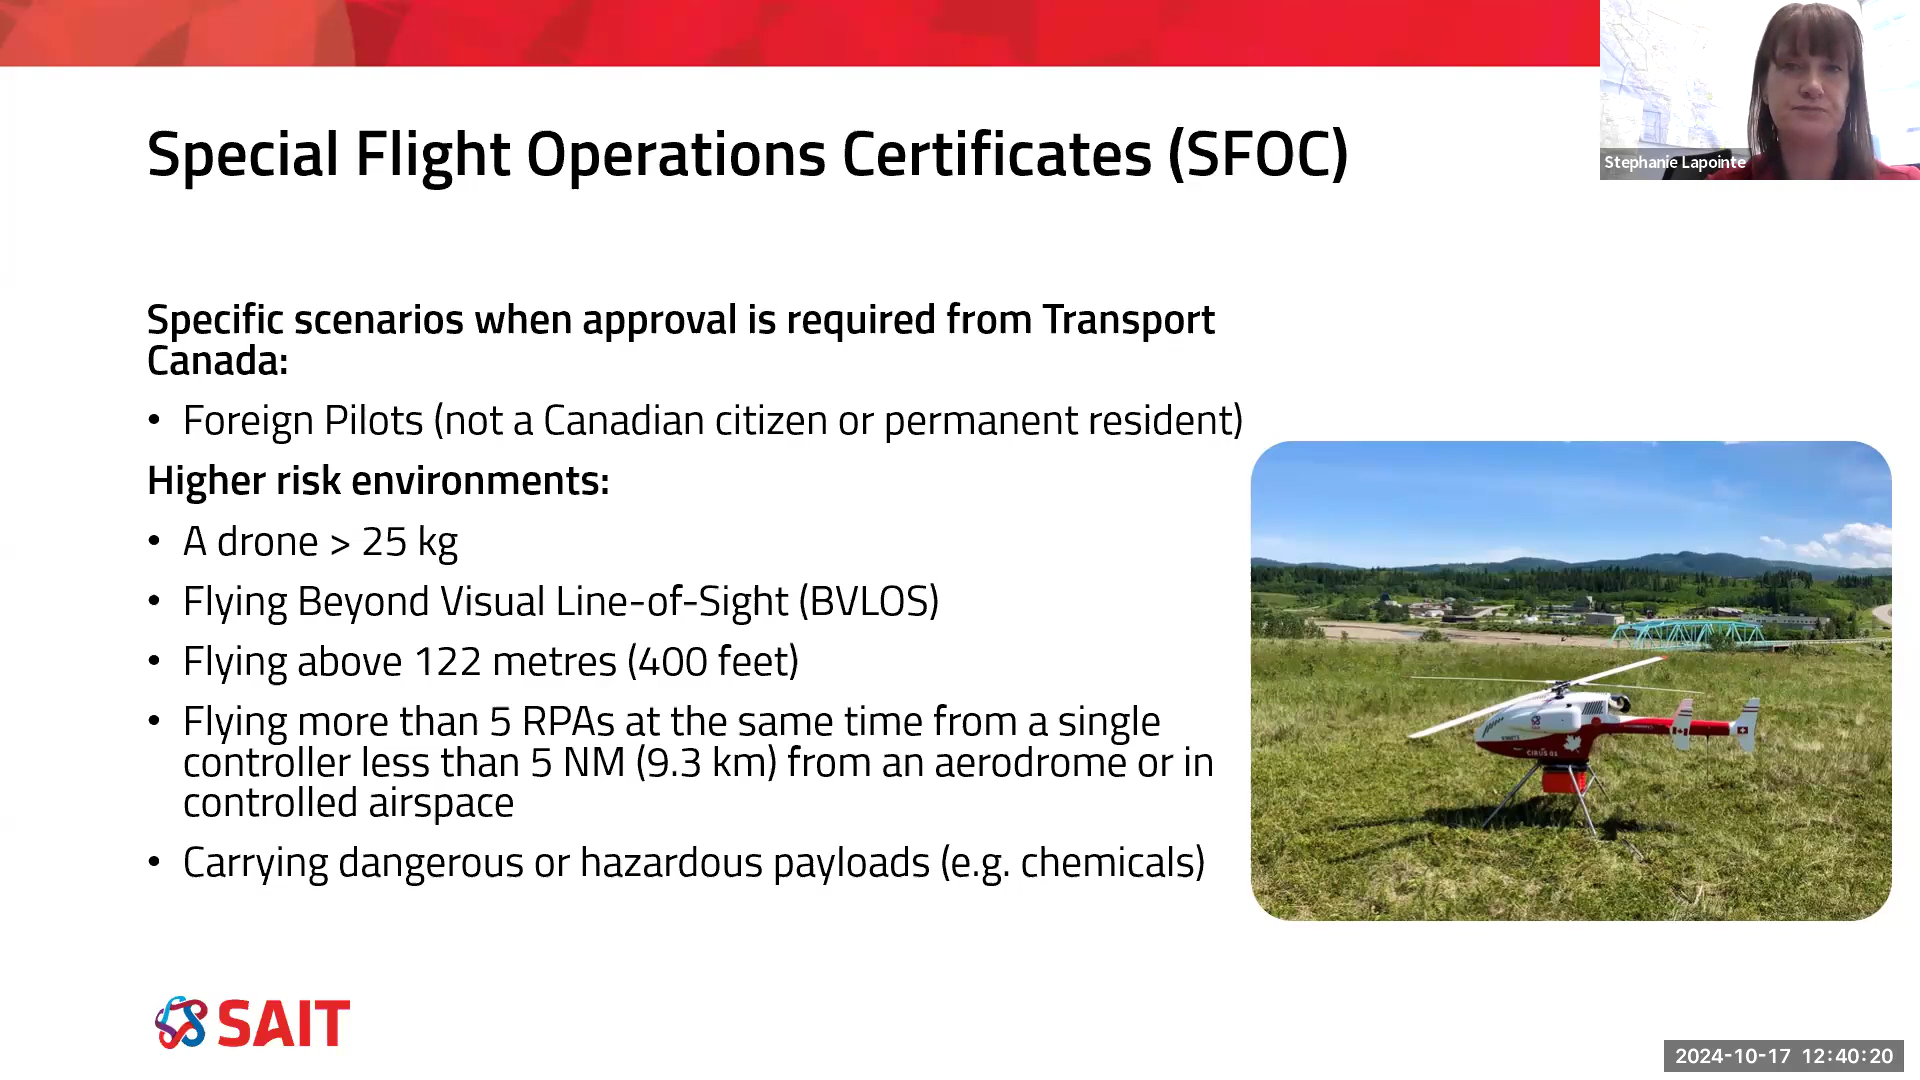 Special Flight Operations Certificates (SFOC)
Stephanie Lapointe
Specific scenarios when approval is required from Transport
Canada:
• Foreign Pilots (not a Canadian citizen or permanent resident)
Higher risk environments:
• A drone > 25 kg
• Flying Beyond Visual Line-of-Sight (BVLOS)
• Flying above 122 metres (400 feet)
• Flying more than 5 RPAs at the same time from a single
controller less than 5 NM (9.3 km) from an aerodrome or in
controlled airspace
• Carrying dangerous or hazardous payloads (e.g. chemicals)
SAIT
2024-10-17 12:40:20